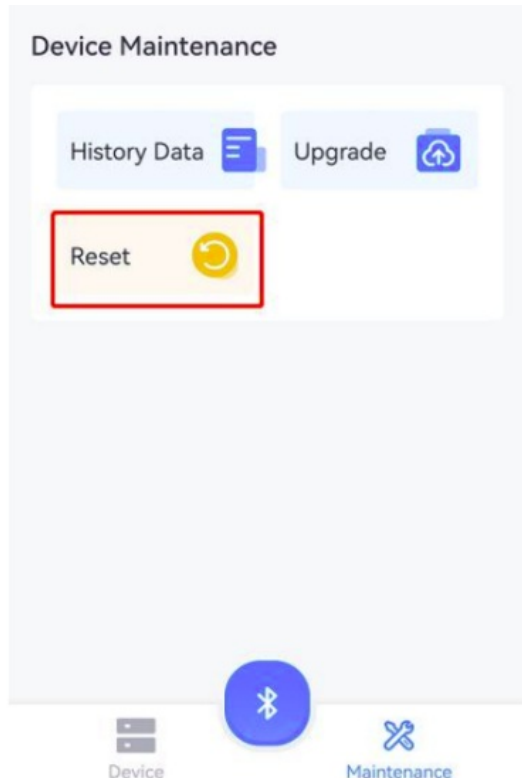 Device Maintenance
History Data
Upgrade
Reset
Device
Maintenance